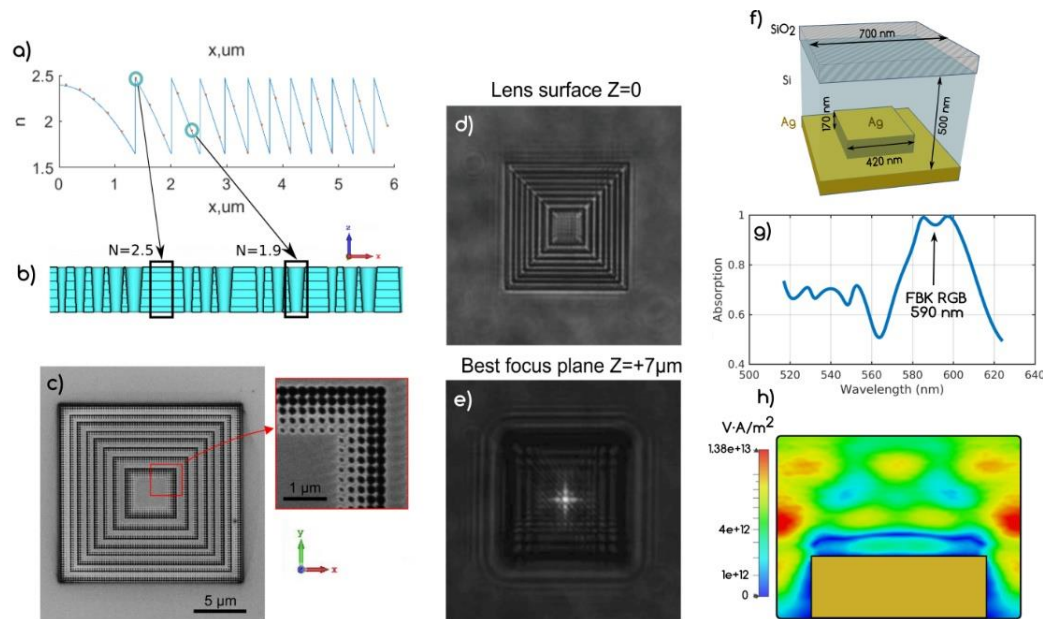 a)
x,um
2.5
2
1.5
n
0
1
2
3
4
5
6
x,um
N=2.5
N=1.9
z
x
b)
c)
5 µm
1 µm
y
x
Lens surface Z=0
d)
Best focus plane Z=+7µm
e)
f)
SiO2
700 nm
Si
Ag
Ag
170 nm
420 nm
500 nm
g)
1
0.8
0.6
0.4
Absorption
FBK RGB
590 nm
500
520
540
560
580
600
620
640
Wavelength (nm)
h)
V·A/m²
1.38e+13
4e+12
1e+12
0